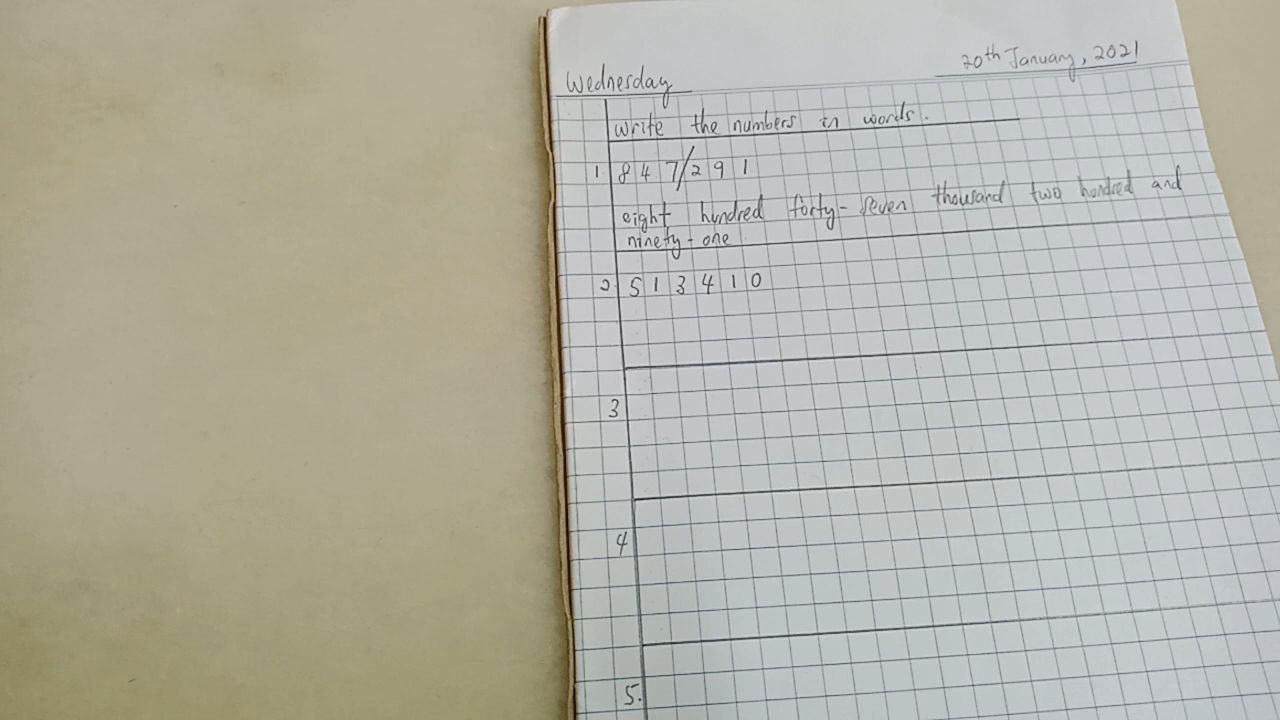 Wednesday
20th January, 2021
write the numbers in words.
1 8 4 7/2 9 1
eight hundred forty-seven thousand two hundred and
ninety-one
2 5 1 3 4 1 0
3
4
5.